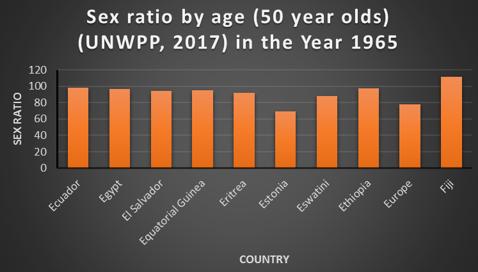 Sex ratio by age (50 year olds)
(UNWPP, 2017) in the Year 1965
SEX RATIO
120
100
80
60
40
20
0
Ecuador
Egypt
El Salvador
Equatorial Guinea
Eritrea
Estonia
Eswatini
Ethiopia
Europe
Fiji
COUNTRY